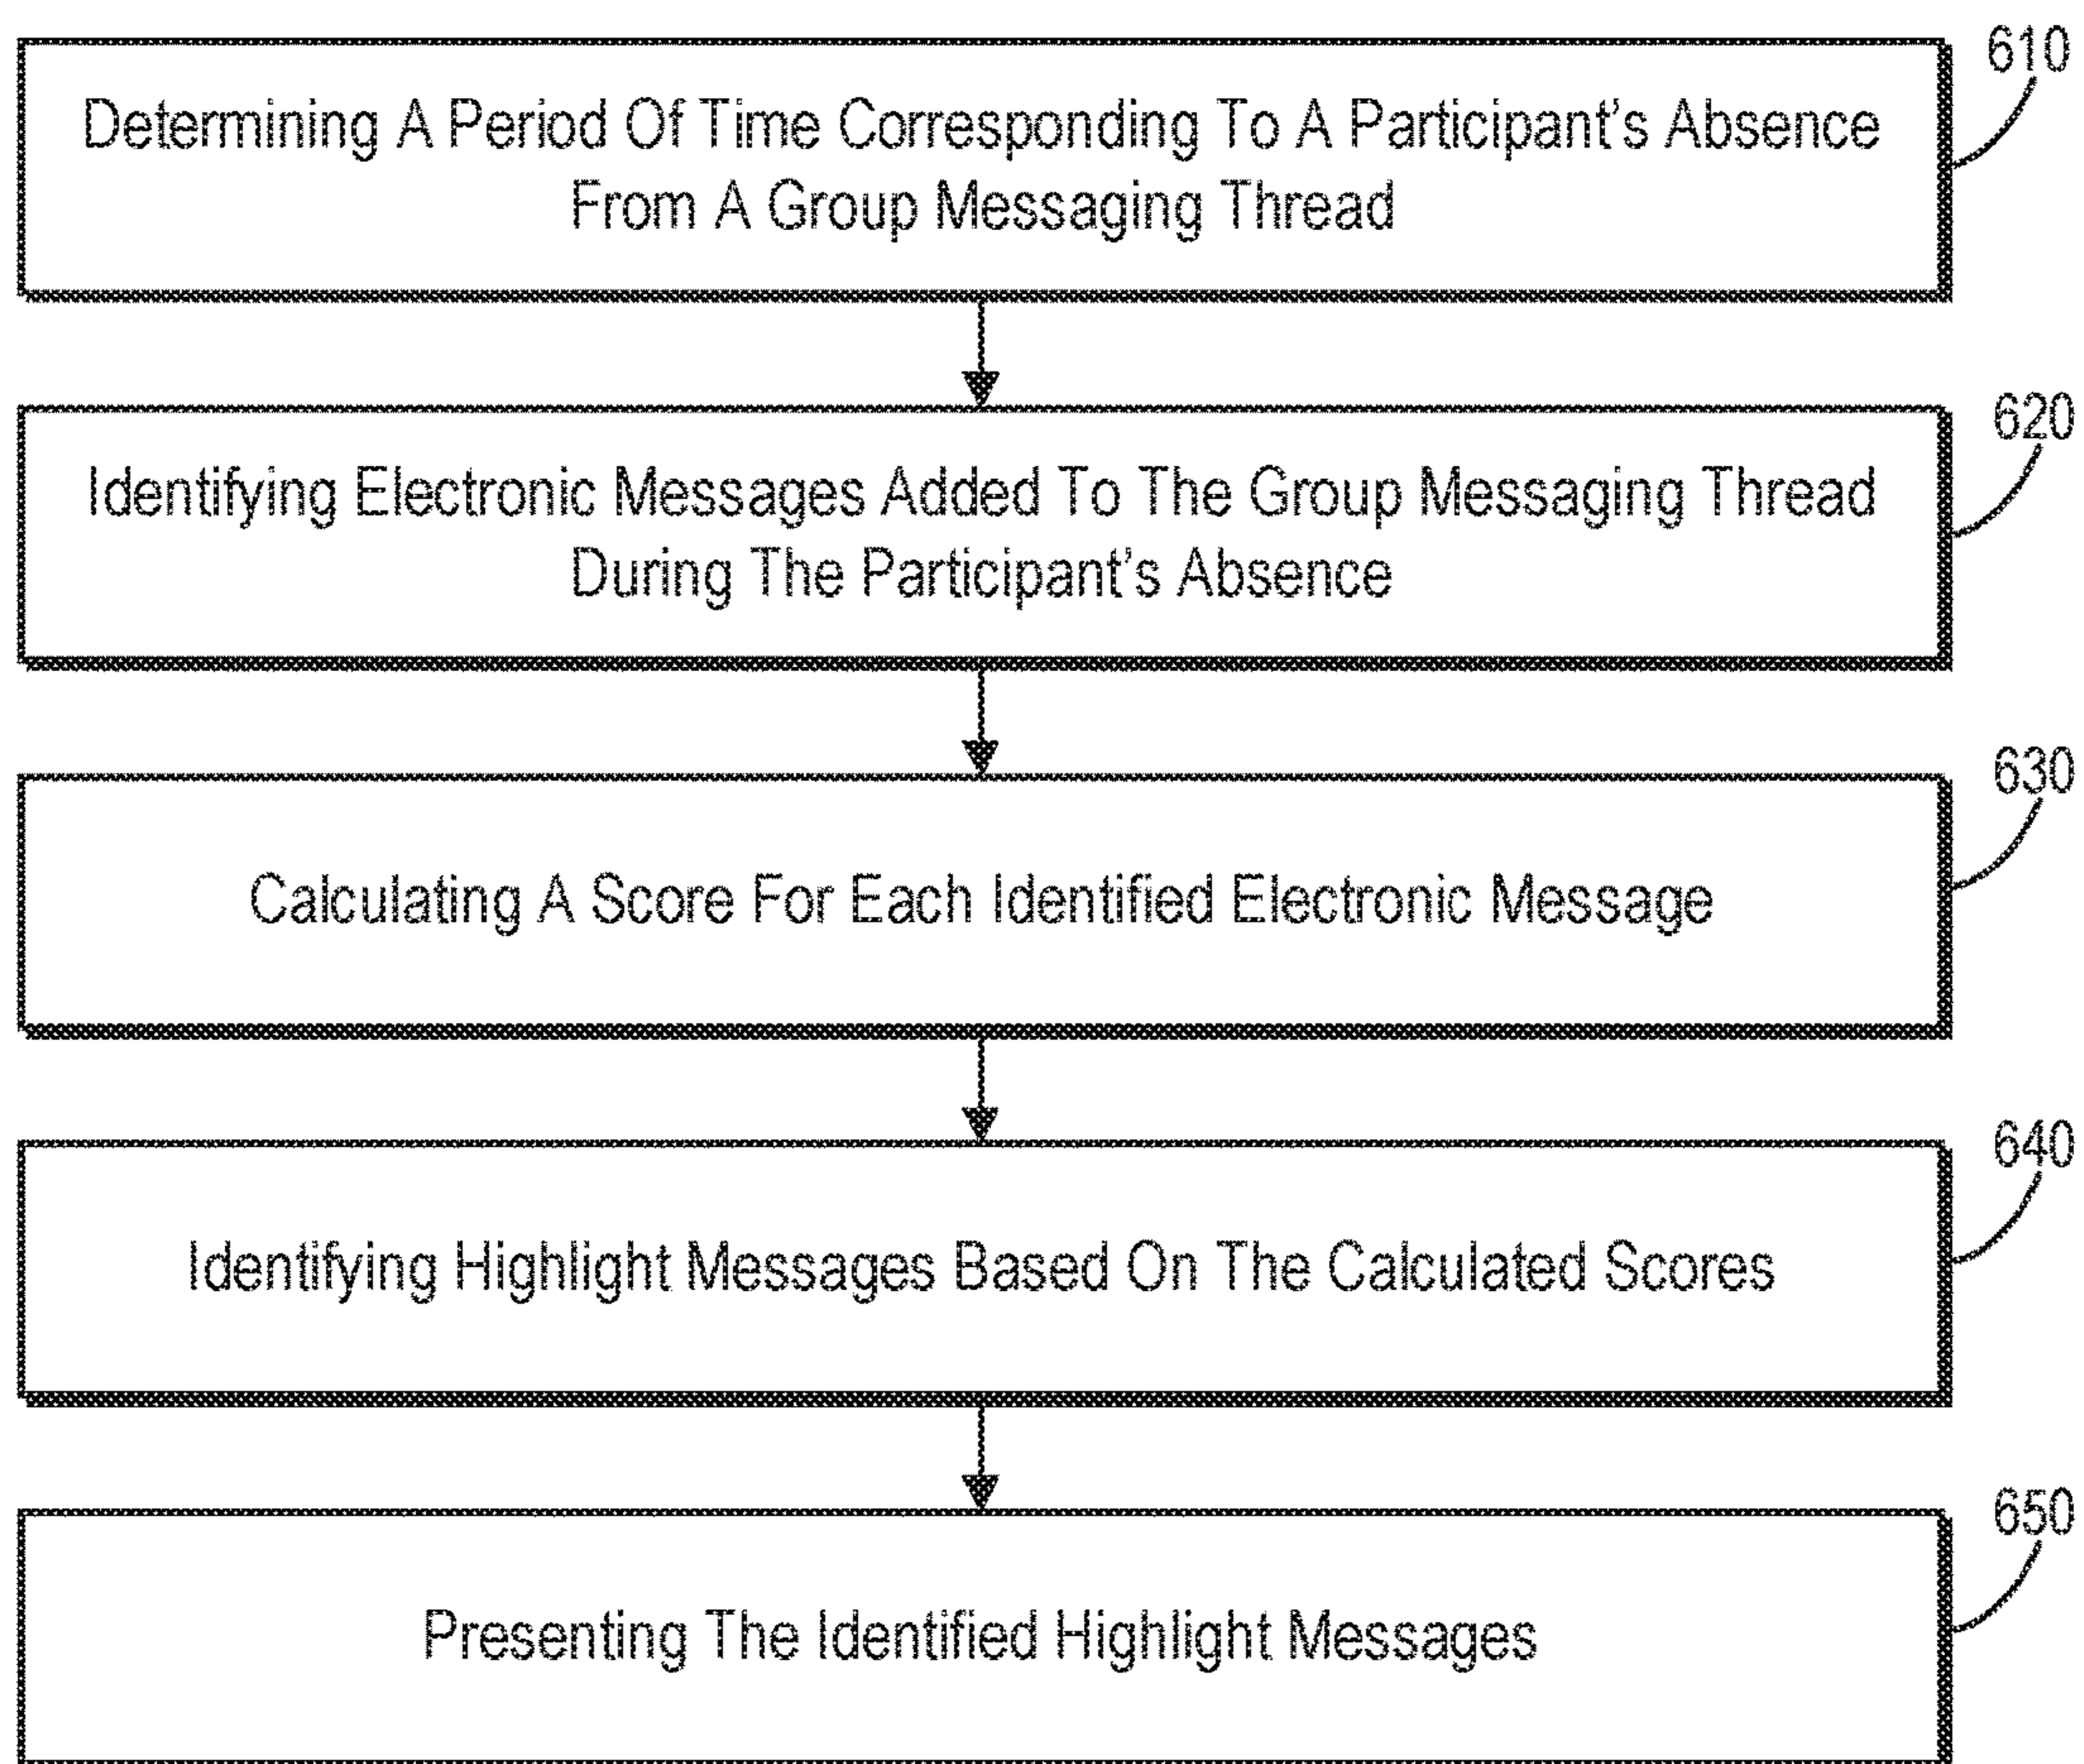 610
Determining A Period Of Time Corresponding To A Participant's Absence
From A Group Messaging Thread
620
Identifying Electronic Messages Added To The Group Messaging Thread
During The Participant's Absence
630
Calculating A Score For Each Identified Electronic Message
640
Identifying Highlight Messages Based On The Calculated Scores
650
Presenting The Identified Highlight Messages